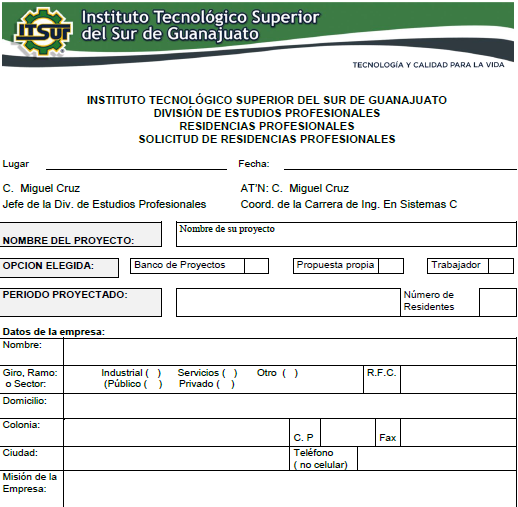 ITSur
Instituto Tecnológico Superior
del Sur de Guanajuato
TECNOLOGÍA Y CALIDAD PARA LA VIDA
INSTITUTO TECNOLÓGICO SUPERIOR DEL SUR DE GUANAJUATO
DIVISIÓN DE ESTUDIOS PROFESIONALES
RESIDENCIAS PROFESIONALES
SOLICITUD DE RESIDENCIAS PROFESIONALES
Lugar Fecha:
C. Miguel Cruz AT'N: C. Miguel Cruz
Jefe de la Div. de Estudios Profesionales Coord. de la Carrera de Ing. En Sistemas C
NOMBRE DEL PROYECTO: Nombre de su proyecto
OPCION ELEGIDA: Banco de Proyectos Propuesta propia Trabajador
PERIODO PROYECTADO: Número de
Residentes
Datos de la empresa:
Nombre:
Giro, Ramo: Industrial ( ) Servicios ( ) Otro ( ) R.F.C.
o Sector: (Público ( ) Privado ( )
Domicilio:
Colonia: C. P Fax
Ciudad: Teléfono
( no celular)
Misión de la
Empresa: